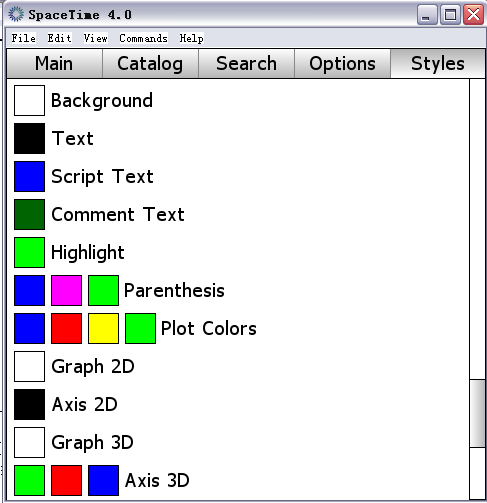 SpaceTime 4.0
File Edit View Commands Help
Main Catalog Search Options Styles
Background
Text
Script Text
Comment Text
Highlight
Parenthesis
Plot Colors
Graph 2D
Axis 2D
Graph 3D
Axis 3D